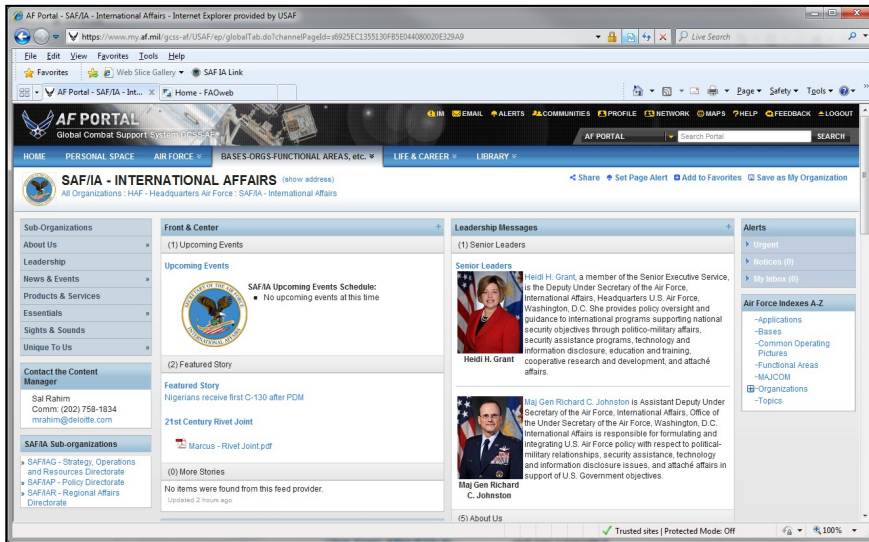 AF Portal - SAF/IA - International Affairs - Internet Explorer provided by USAF
https://www.my.af.mil/gcss-af/USAF/ep/globalTab.do?channelPageId=s6925EC1355130FB5E044080020E329A9
Live Search
File Edit View Favorites Tools Help
Favorites Web Slice Gallery SAF IA Link
AF Portal - SAF/IA - Int... Home - FAOweb
Page Safety Tools
IM EMAIL ALERTS COMMUNITIES PROFILE NETWORK MAPS HELP FEEDBACK LOGOUT
AF PORTAL
Global Combat Support System GCSS-AF
AF PORTAL Search Portal SEARCH
HOME PERSONAL SPACE AIR FORCE BASES-ORGS-FUNCTIONAL AREAS, etc. LIFE & CAREER LIBRARY
SAF/IA - INTERNATIONAL AFFAIRS (show address)
Share Set Page Alert Add to Favorites Save as My Organization
All Organizations : HAF - Headquarters Air Force : SAF/IA - International Affairs
Sub-Organizations
About Us »
Leadership
News & Events »
Products & Services
Essentials »
Sights & Sounds
Unique To Us »
Contact the Content
Manager
Sal Rahim
Comm: (202) 758-1834
mrahim@deloitte.com
SAF/IA Sub-organizations
» SAF/IAG - Strategy, Operations
and Resources Directorate
» SAF/IAP - Policy Directorate
» SAF/IAR - Regional Affairs
Directorate
Front & Center +
(1) Upcoming Events
Upcoming Events
SECRETARY OF THE AIR FORCE
INTERNATIONAL AFFAIRS
SAF/IA Upcoming Events Schedule:
No upcoming events at this time
(2) Featured Story
Featured Story
Nigerians receive first C-130 after PDM
21st Century Rivet Joint
Marcus - Rivet Joint.pdf
(0) More Stories
No items were found from this feed provider.
Updated 2 hours ago
Leadership Messages +
(1) Senior Leaders
Senior Leaders
Heidi H. Grant, a member of the Senior Executive Service,
is the Deputy Under Secretary of the Air Force,
International Affairs, Headquarters U.S. Air Force,
Washington, D.C. She provides policy oversight and
guidance to international programs supporting national
security objectives through politico-military affairs,
security assistance programs, technology and
information disclosure, education and training,
cooperative research and development, and attaché
affairs.
Heidi H. Grant
Maj Gen Richard C. Johnston is Assistant Deputy Under
Secretary of the Air Force, International Affairs, Office of
the Under Secretary of the Air Force, Washington, D.C.
International Affairs is responsible for formulating and
integrating U.S. Air Force policy with respect to political-
military relationships, security assistance, technology
and information disclosure issues, and attaché affairs in
support of U.S. Government objectives.
Maj Gen Richard
C. Johnston
(5) About Us
Alerts
Urgent
Notices (0)
My Inbox (0)
Air Force Indexes A-Z
-Applications
-Bases
-Common Operating
Pictures
-Functional Areas
-MAJCOM
-Organizations
-Topics
Trusted sites | Protected Mode: Off 100%